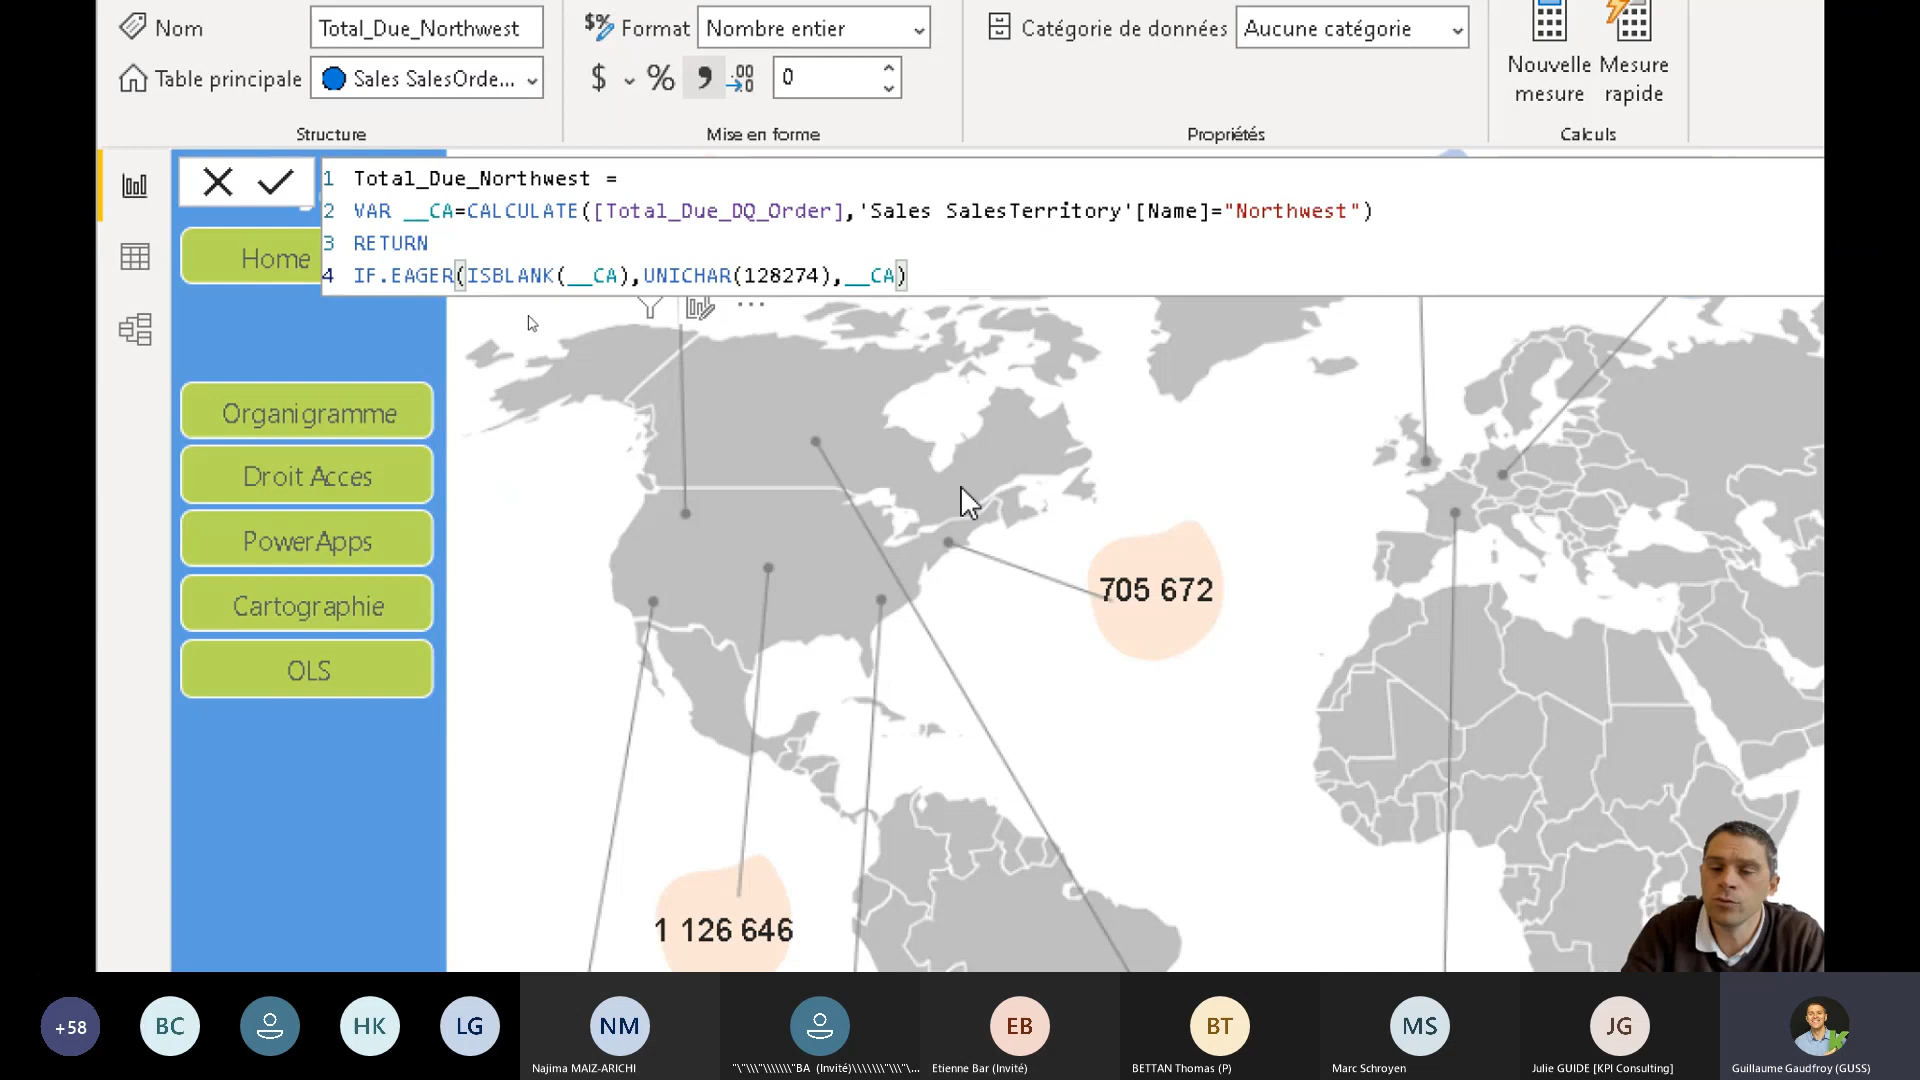 Nom
Total_Due_Northwest
Format
Nombre entier
Catégorie de données
Aucune catégorie
Table principale
Sales SalesOrde...
$
%
,
.00
→0
0
Nouvelle
mesure
Mesure
rapide
Structure
Mise en forme
Propriétés
Calculs
1 Total_Due_Northwest =
2 VAR __CA=CALCULATE([Total_Due_DQ_Order],'Sales SalesTerritory'[Name]="Northwest")
3 RETURN
4 IF.EAGER(ISBLANK(__CA),UNICHAR(128274),__CA)
Home
Organigramme
Droit Acces
PowerApps
Cartographie
OLS
705 672
1 126 646
+58
BC
HK
LG
NM
EB
BT
MS
JG
Najima MAIZ-ARICHI
"\"\\\"\\\\\\\"BA (Invité)\\\\\\\"\\\"\...
Etienne Bar (Invité)
BETTAN Thomas (P)
Marc Schroyen
Julie GUIDE [KPI Consulting]
Guillaume Gaudfroy (GUSS)